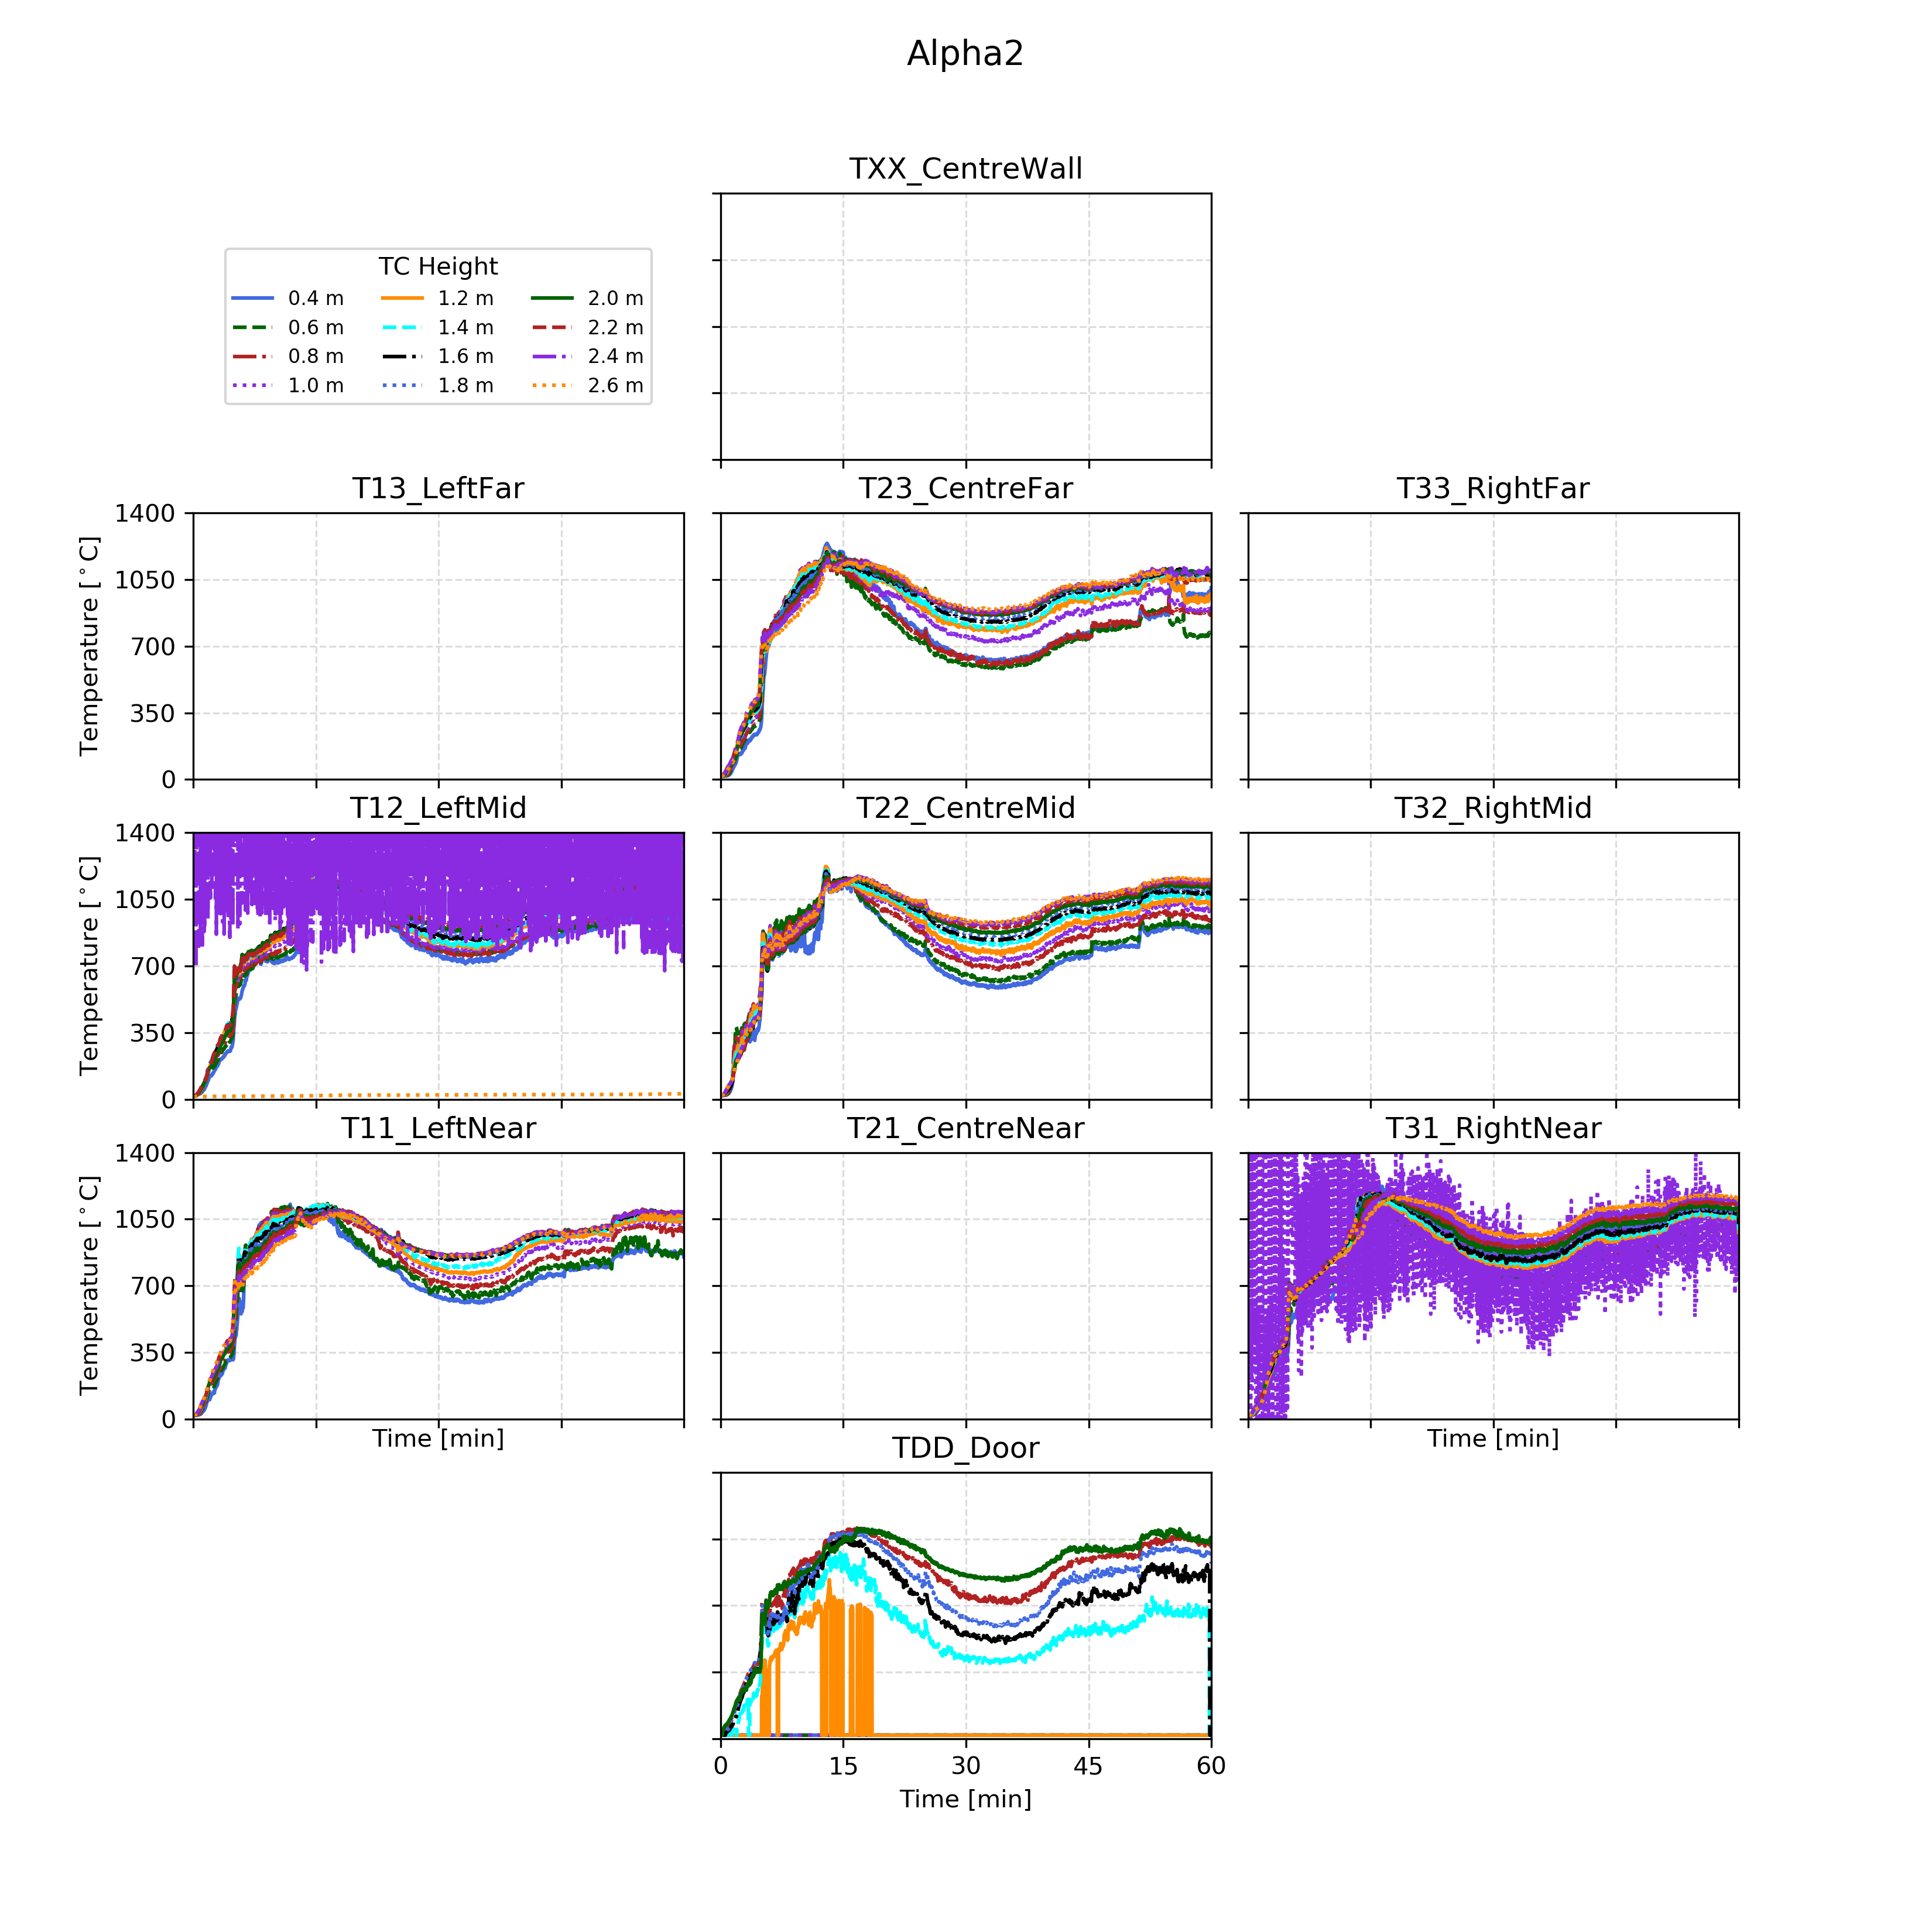 Alpha2
TXX_CentreWall
TC Height
0.4 m 1.2 m 2.0 m
0.6 m 1.4 m 2.2 m
0.8 m 1.6 m 2.4 m
1.0 m 1.8 m 2.6 m
T13_LeftFar T23_CentreFar T33_RightFar
1400
1050
700
350
0
Temperature [°C]
T12_LeftMid T22_CentreMid T32_RightMid
1400
1050
700
350
0
Temperature [°C]
T11_LeftNear T21_CentreNear T31_RightNear
1400
1050
700
350
0
Temperature [°C]
Time [min] Time [min]
TDD_Door
0 15 30 45 60
Time [min]